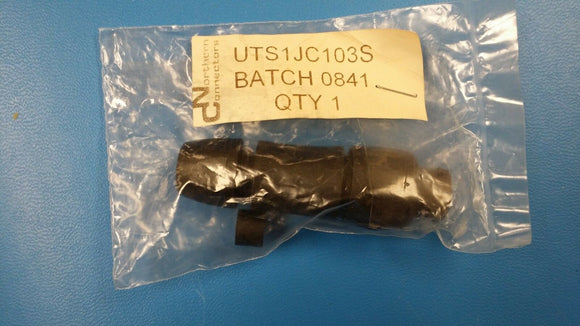 Northern
Connectors
UTS1JC103S
BATCH 0841
QTY 1